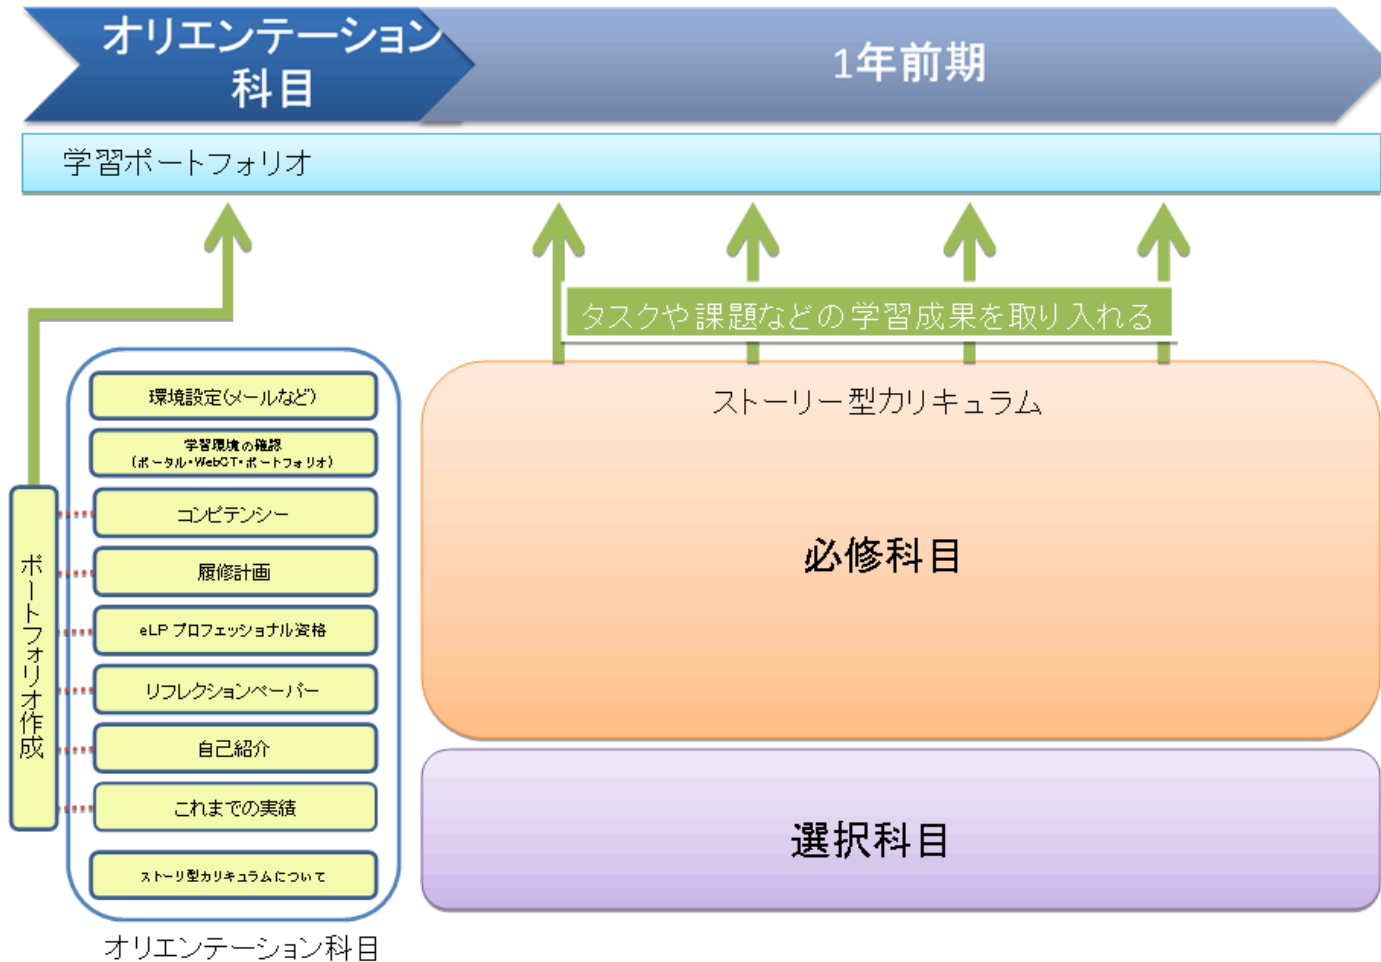 オリエンテーション
科目
1年前期
学習ポートフォリオ
タスクや課題などの学習成果を取り入れる
環境設定(メールなど)
学習環境の確認
(ポータル・WebCT・ポートフォリオ)
コンピテンシー
履修計画
eLP プロフェッショナル資格
リフレクションペーパー
自己紹介
これまでの実績
ストーリ型カリキュラムについて
ポートフォリオ作成
オリエンテーション科目
ストーリー型カリキュラム
必修科目
選択科目